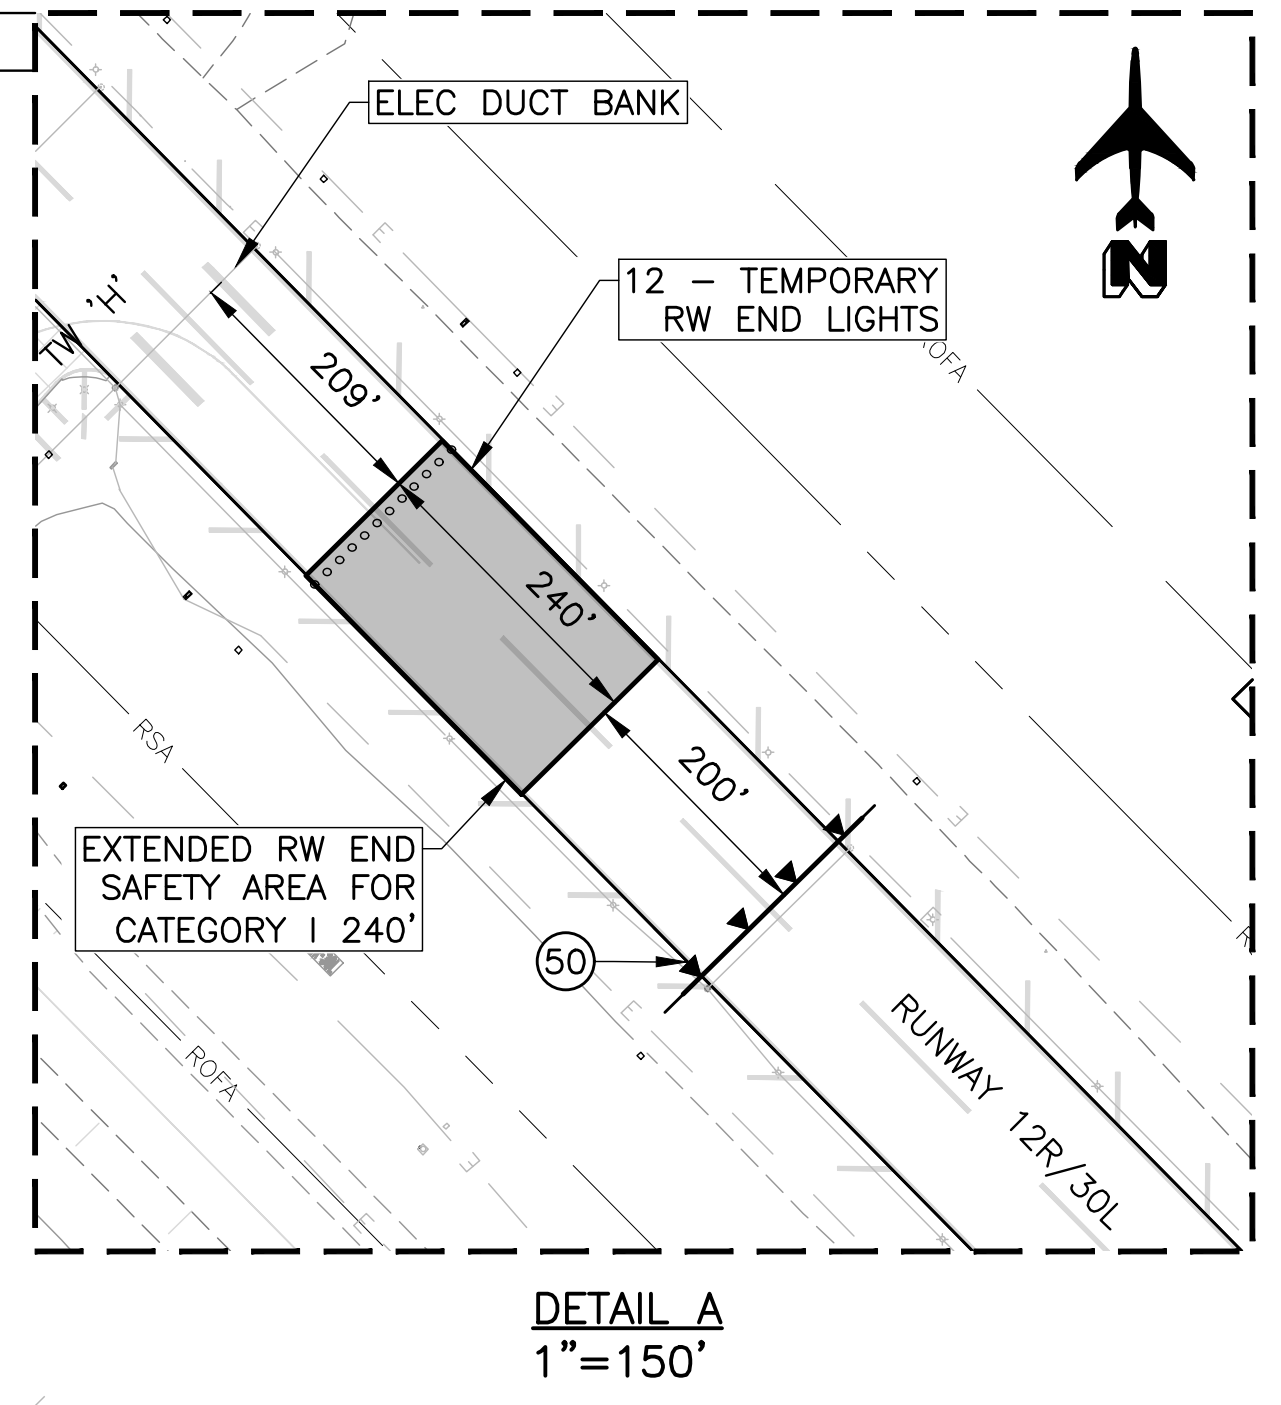 ELEC DUCT BANK
12 – TEMPORARY
RW END LIGHTS
N
TW 'H'
ROFA
209'
E
E
E
240'
RSA
200'
E
EXTENDED RW END
SAFETY AREA FOR
CATEGORY I 240'
50
R
E
RUNWAY 12R/30L
ROFA
E
E
DETAIL A
1"=150'